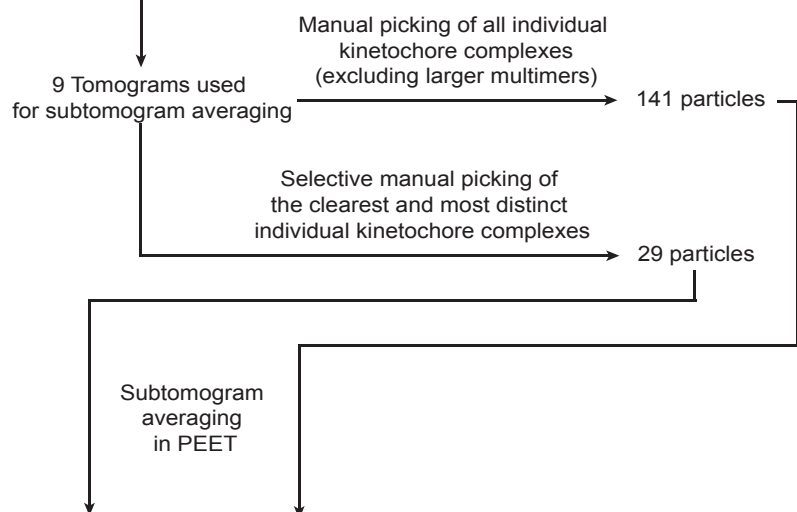 Manual picking of all individual
kinetochore complexes
(excluding larger multimers)
9 Tomograms used
for subtomogram averaging
141 particles
Selective manual picking of
the clearest and most distinct
individual kinetochore complexes
29 particles
Subtomogram
averaging
in PEET